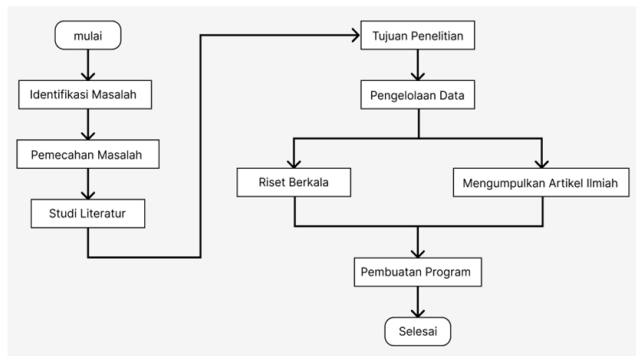 mulai
Identifikasi Masalah
Pemecahan Masalah
Studi Literatur
Tujuan Penelitian
Pengelolaan Data
Riset Berkala
Mengumpulkan Artikel Ilmiah
Pembuatan Program
Selesai